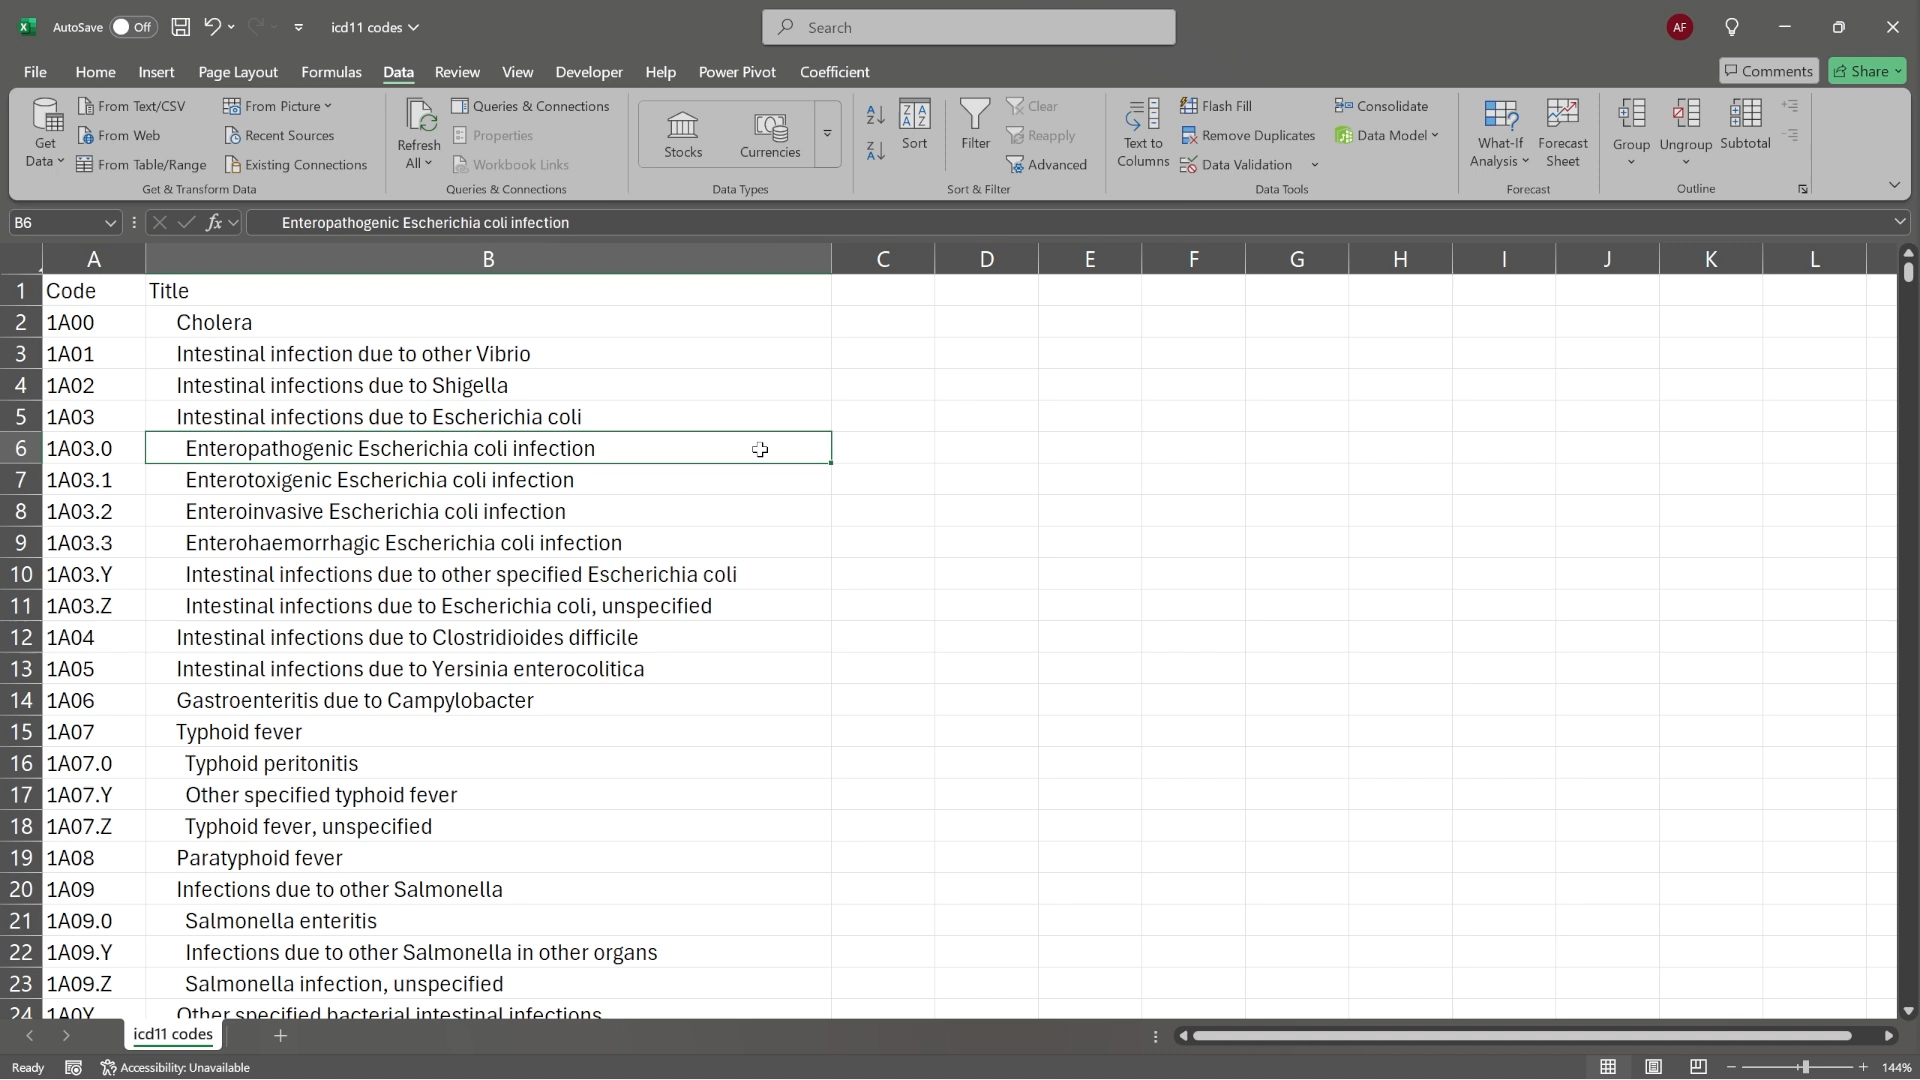 AutoSave Off icd11 codes Search AF
File Home Insert Page Layout Formulas Data Review View Developer Help Power Pivot Coefficient Comments Share
Get Data
From Text/CSV
From Web
From Table/Range
From Picture
Recent Sources
Existing Connections
Get & Transform Data
Refresh All
Queries & Connections
Properties
Workbook Links
Queries & Connections
Stocks Currencies
Data Types
Sort
Filter
Clear
Reapply
Advanced
Sort & Filter
Text to Columns
Flash Fill
Remove Duplicates
Data Validation
Consolidate
Data Model
Data Tools
What-If Analysis
Forecast Sheet
Forecast
Group Ungroup Subtotal
Outline
B6 fx Enteropathogenic Escherichia coli infection
A B C D E F G H I J K L
1 Code Title
2 1A00 Cholera
3 1A01 Intestinal infection due to other Vibrio
4 1A02 Intestinal infections due to Shigella
5 1A03 Intestinal infections due to Escherichia coli
6 1A03.0 Enteropathogenic Escherichia coli infection
7 1A03.1 Enterotoxigenic Escherichia coli infection
8 1A03.2 Enteroinvasive Escherichia coli infection
9 1A03.3 Enterohaemorrhagic Escherichia coli infection
10 1A03.Y Intestinal infections due to other specified Escherichia coli
11 1A03.Z Intestinal infections due to Escherichia coli, unspecified
12 1A04 Intestinal infections due to Clostridioides difficile
13 1A05 Intestinal infections due to Yersinia enterocolitica
14 1A06 Gastroenteritis due to Campylobacter
15 1A07 Typhoid fever
16 1A07.0 Typhoid peritonitis
17 1A07.Y Other specified typhoid fever
18 1A07.Z Typhoid fever, unspecified
19 1A08 Paratyphoid fever
20 1A09 Infections due to other Salmonella
21 1A09.0 Salmonella enteritis
22 1A09.Y Infections due to other Salmonella in other organs
23 1A09.Z Salmonella infection, unspecified
24 1A0Y Other specified bacterial intestinal infections
icd11 codes
Ready Accessibility: Unavailable 144%